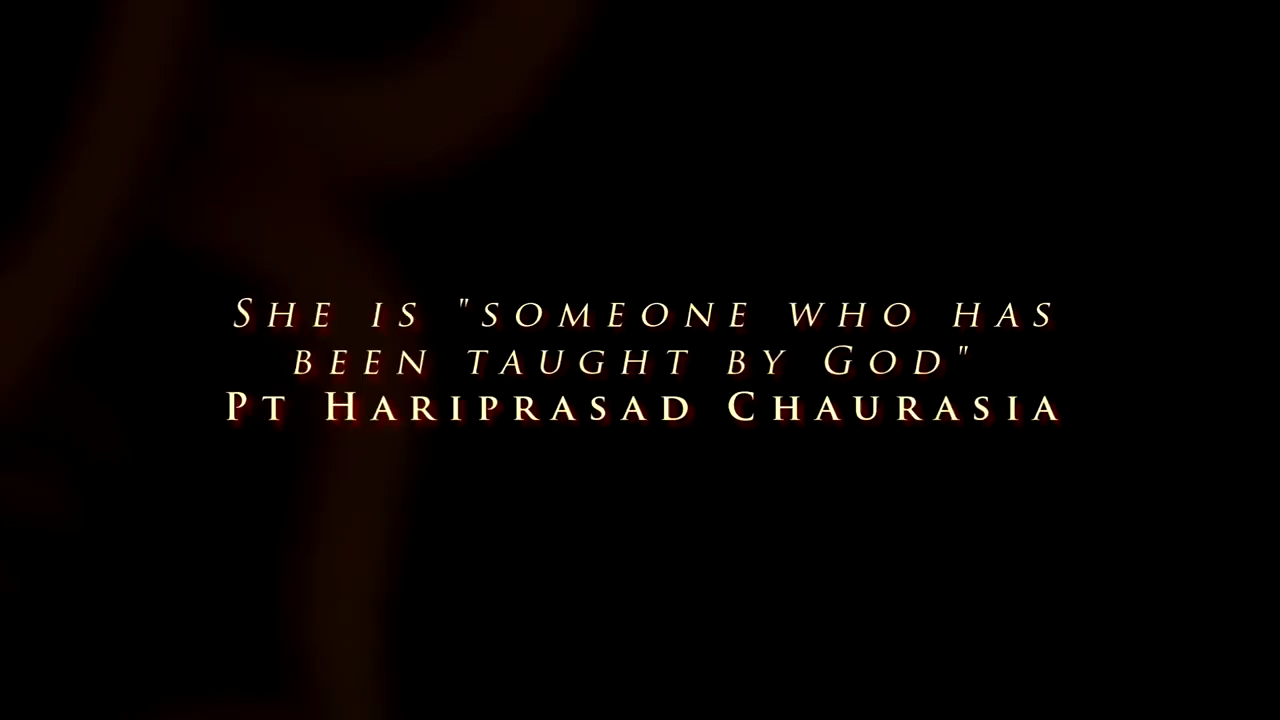 She is "someone who has
been taught by God"
Pt Hariprasad Chaurasia